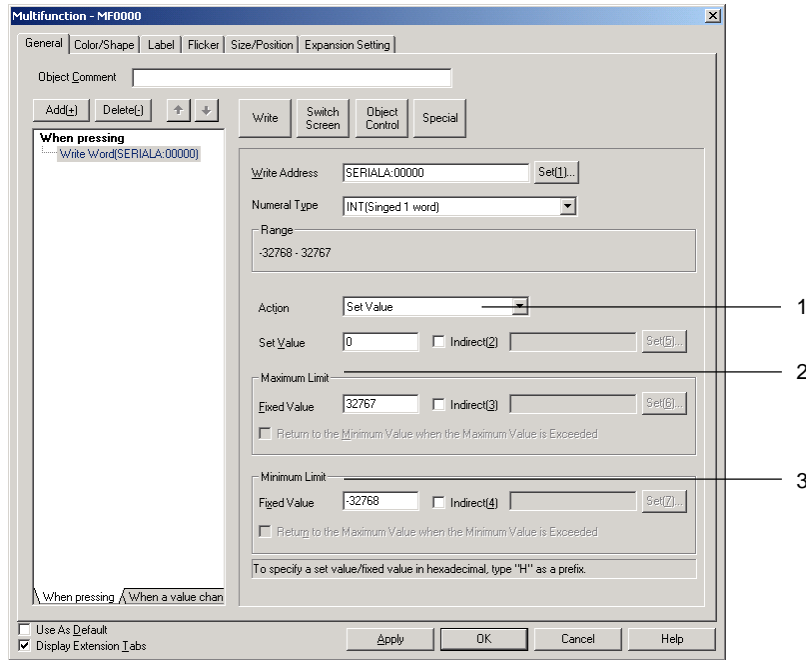 Multifunction - MF0000
General Color/Shape Label Flicker Size/Position Expansion Setting
Object Comment
Add(+) Delete(-)
Write Switch Screen Object Control Special
When pressing
Write Word(SERIALA:00000)
Write Address SERIALA:00000 Set(1)...
Numeral Type INT(Singed 1 word)
Range
-32768 - 32767
Action Set Value 1
Set Value 0 Indirect(2) Set(5)...
2
Maximum Limit
Fixed Value 32767 Indirect(3) Set(6)...
Return to the Minimum Value when the Maximum Value is Exceeded
Minimum Limit 3
Fixed Value -32768 Indirect(4) Set(7)...
Return to the Maximum Value when the Minimum Value is Exceeded
To specify a set value/fixed value in hexadecimal, type "H" as a prefix.
When pressing When a value chan
Use As Default
Display Extension Tabs
Apply OK Cancel Help